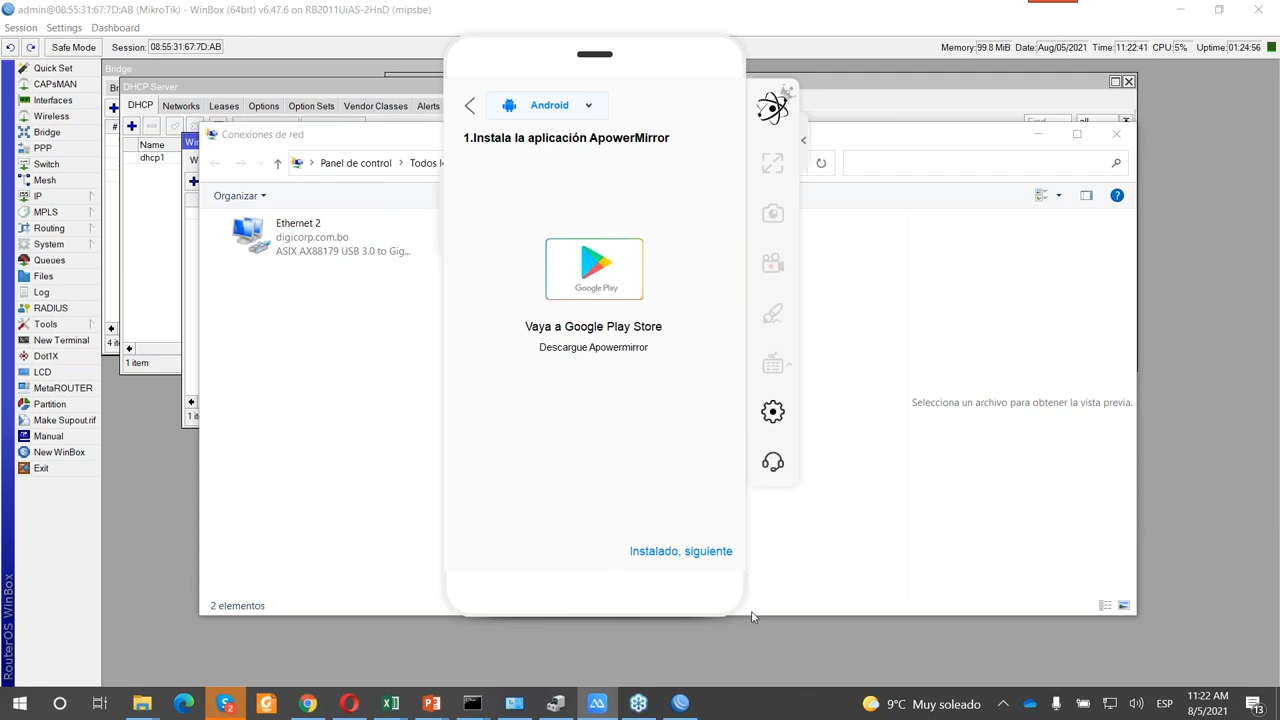 admin@08:55:31:67:7D:AB (MikroTik) - WinBox (64bit) v6.47.6 on RB2011UiAS-2HnD (mipsbe)
Session Settings Dashboard
Safe Mode Session: 08:55:31:67:7D:AB Memory: 99.8 MiB Date: Aug/05/2021 Time: 11:22:41 CPU: 5% Uptime: 01:24:56
Quick Set
CAPsMAN
Interfaces
Wireless
Bridge
PPP
Switch
Mesh
IP
MPLS
Routing
System
Queues
Files
Log
RADIUS
Tools
New Terminal
Dot1X
LCD
MetaROUTER
Partition
Make Supout.rif
Manual
New WinBox
Exit
RouterOS WinBox
Bridge
DHCP Server
DHCP Networks Leases Options Option Sets Vendor Classes Alerts
Find all
# Name
dhcp1
1 item
Conexiones de red
Panel de control
Organizar
Ethernet 2
digicorp.com.bo
ASIX AX88179 USB 3.0 to Gig...
Selecciona un archivo para obtener la vista previa.
2 elementos
Android
1.Instala la aplicación ApowerMirror
Google Play
Vaya a Google Play Store
Descargue Apowermirror
Instalado, siguiente
9°C Muy soleado
ESP
11:22 AM
8/5/2021
13